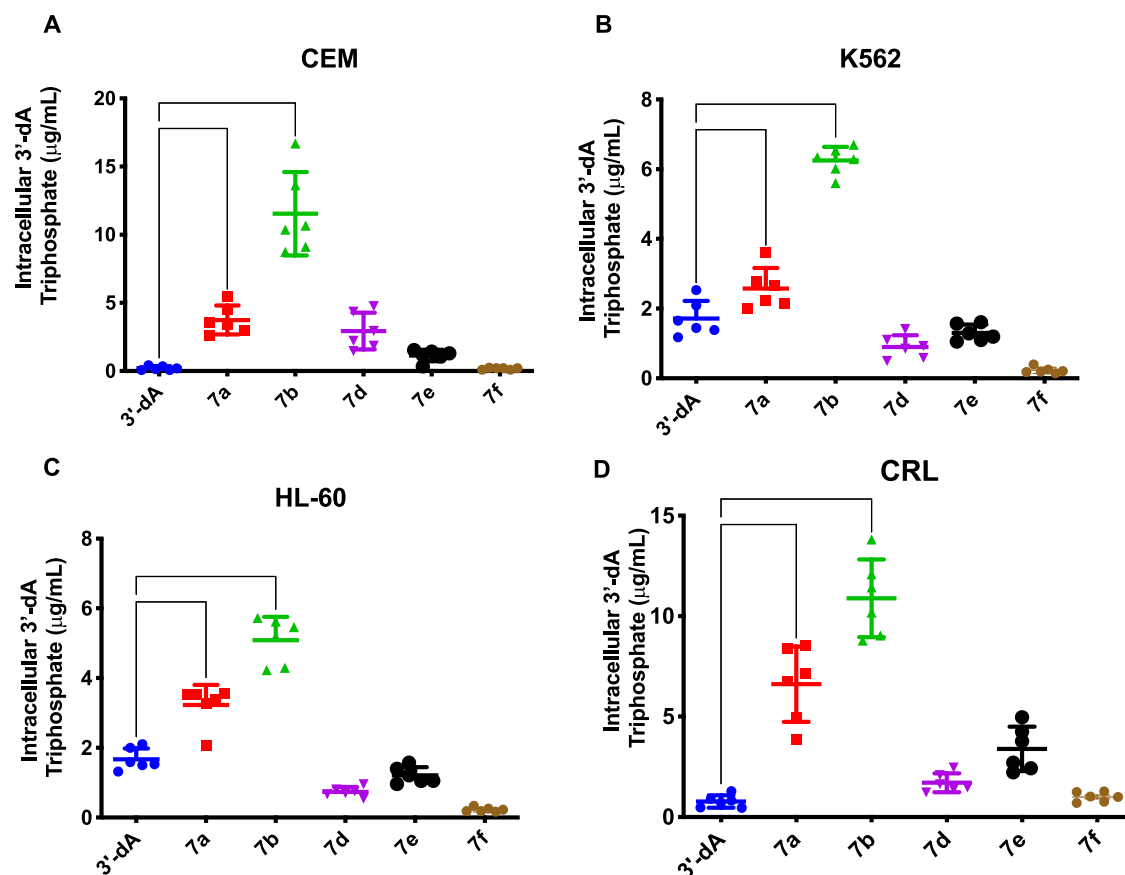 A
CEM
Intracellular 3'-dA
Triphosphate (μg/mL)
20
15
10
5
0
3'-dA
7a
7b
7d
7e
7f
B
K562
Intracellular 3'-dA
Triphosphate (μg/mL)
8
6
4
2
0
3'-dA
7a
7b
7d
7e
7f
C
HL-60
Intracellular 3'-dA
Triphosphate (μg/mL)
8
6
4
2
0
3'-dA
7a
7b
7d
7e
7f
D
CRL
Intracellular 3'-dA
Triphosphate (μg/mL)
15
10
5
0
3'-dA
7a
7b
7d
7e
7f